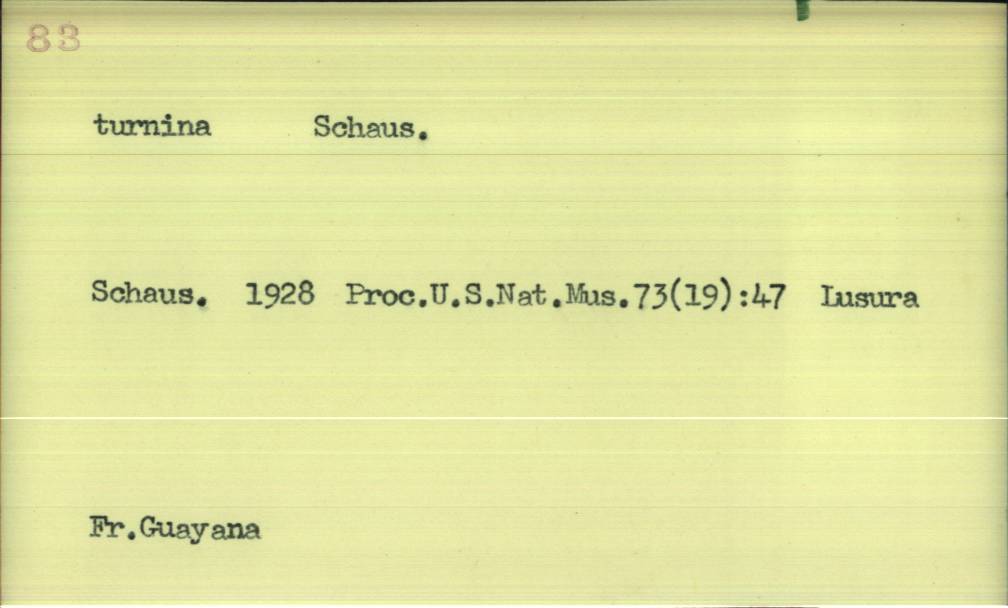 83
turnina Schaus.
Schaus. 1928 Proc.U.S.Nat.Mus.73(19):47 Lusura
Fr.Guayana